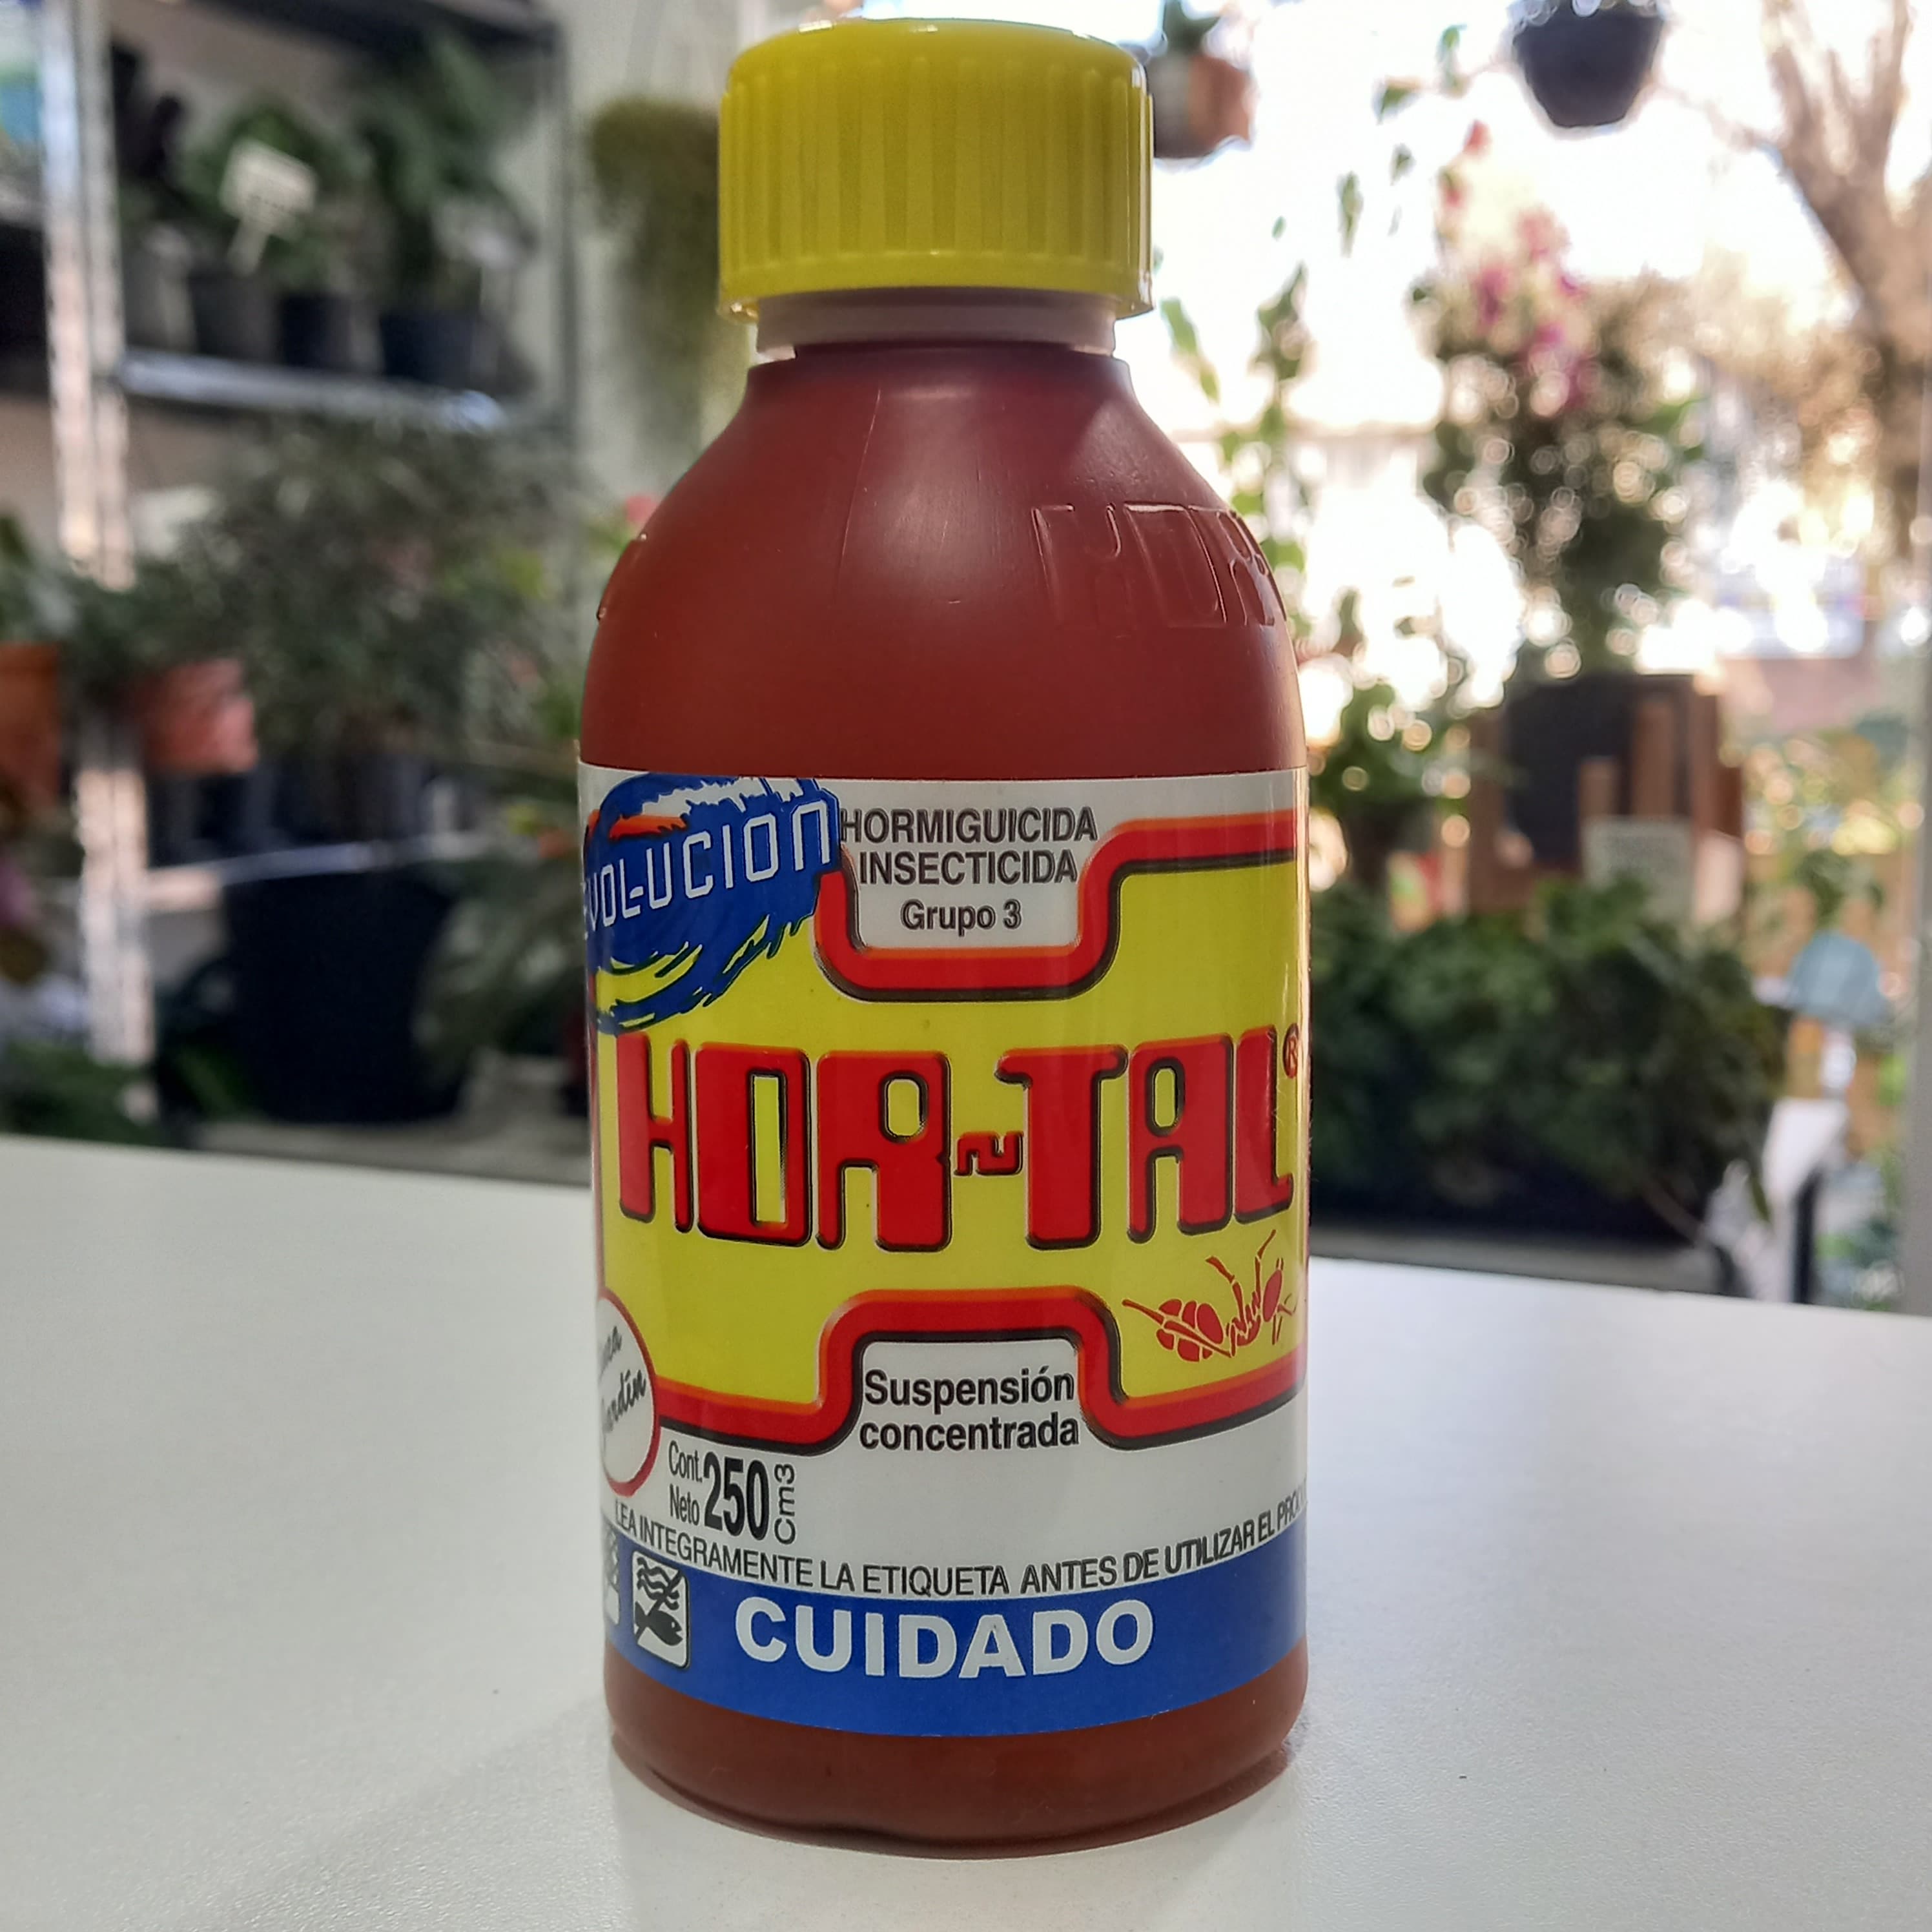 HOR
VOLUCION
HORMIGUICIDA
INSECTICIDA
Grupo 3
HOR-TAL®
Suspensión
concentrada
Cont. Neto 250 Cm3
LEA INTEGRAMENTE LA ETIQUETA ANTES DE UTILIZAR EL
CUIDADO